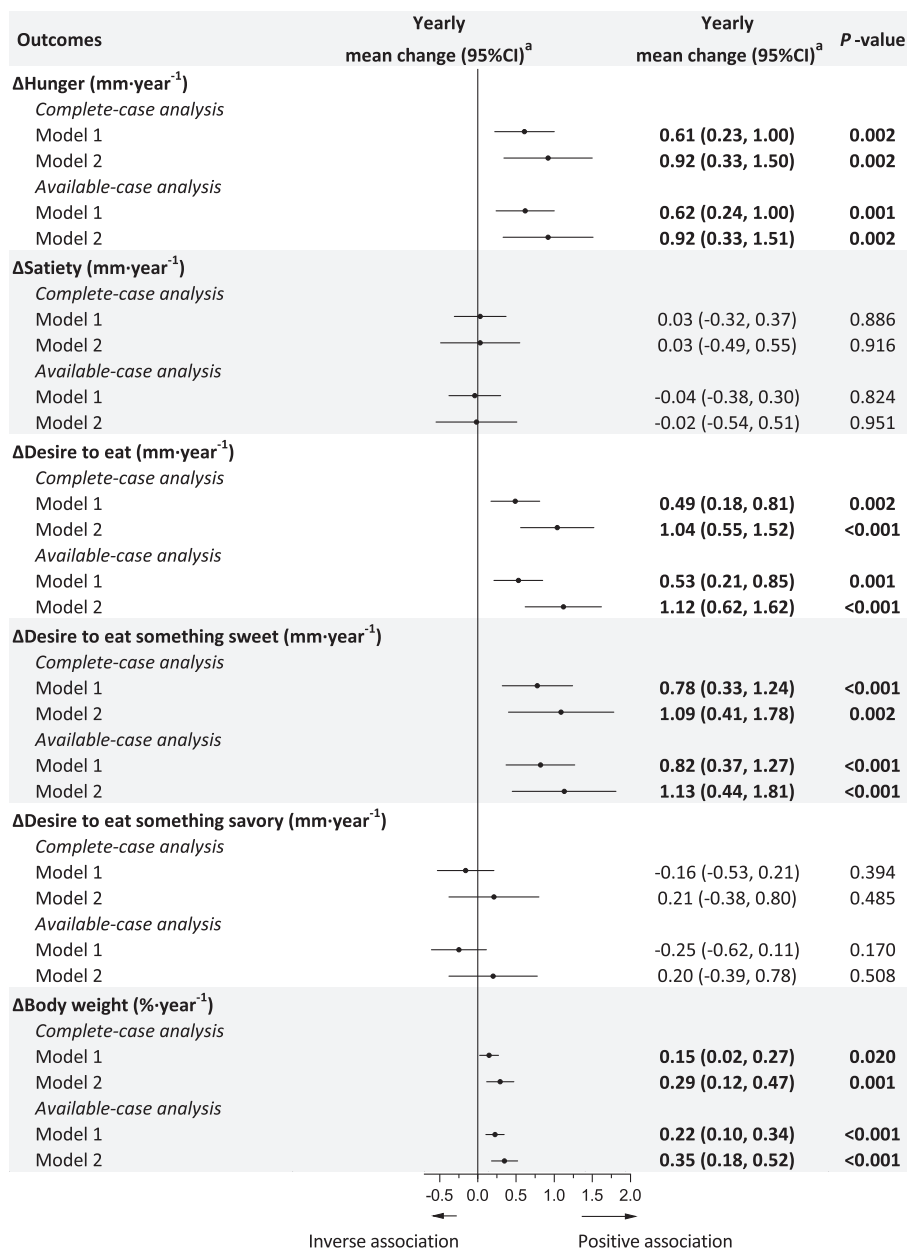 Outcomes Yearly mean change (95%CI)ᵃ Yearly mean change (95%CI)ᵃ P -value
ΔHunger (mm·year⁻¹)
Complete-case analysis
Model 1 0.61 (0.23, 1.00) 0.002
Model 2 0.92 (0.33, 1.50) 0.002
Available-case analysis
Model 1 0.62 (0.24, 1.00) 0.001
Model 2 0.92 (0.33, 1.51) 0.002
ΔSatiety (mm·year⁻¹)
Complete-case analysis
Model 1 0.03 (-0.32, 0.37) 0.886
Model 2 0.03 (-0.49, 0.55) 0.916
Available-case analysis
Model 1 -0.04 (-0.38, 0.30) 0.824
Model 2 -0.02 (-0.54, 0.51) 0.951
ΔDesire to eat (mm·year⁻¹)
Complete-case analysis
Model 1 0.49 (0.18, 0.81) 0.002
Model 2 1.04 (0.55, 1.52) <0.001
Available-case analysis
Model 1 0.53 (0.21, 0.85) 0.001
Model 2 1.12 (0.62, 1.62) <0.001
ΔDesire to eat something sweet (mm·year⁻¹)
Complete-case analysis
Model 1 0.78 (0.33, 1.24) <0.001
Model 2 1.09 (0.41, 1.78) 0.002
Available-case analysis
Model 1 0.82 (0.37, 1.27) <0.001
Model 2 1.13 (0.44, 1.81) <0.001
ΔDesire to eat something savory (mm·year⁻¹)
Complete-case analysis
Model 1 -0.16 (-0.53, 0.21) 0.394
Model 2 0.21 (-0.38, 0.80) 0.485
Available-case analysis
Model 1 -0.25 (-0.62, 0.11) 0.170
Model 2 0.20 (-0.39, 0.78) 0.508
ΔBody weight (%·year⁻¹)
Complete-case analysis
Model 1 0.15 (0.02, 0.27) 0.020
Model 2 0.29 (0.12, 0.47) 0.001
Available-case analysis
Model 1 0.22 (0.10, 0.34) <0.001
Model 2 0.35 (0.18, 0.52) <0.001
-0.5 0.0 0.5 1.0 1.5 2.0
Inverse association Positive association